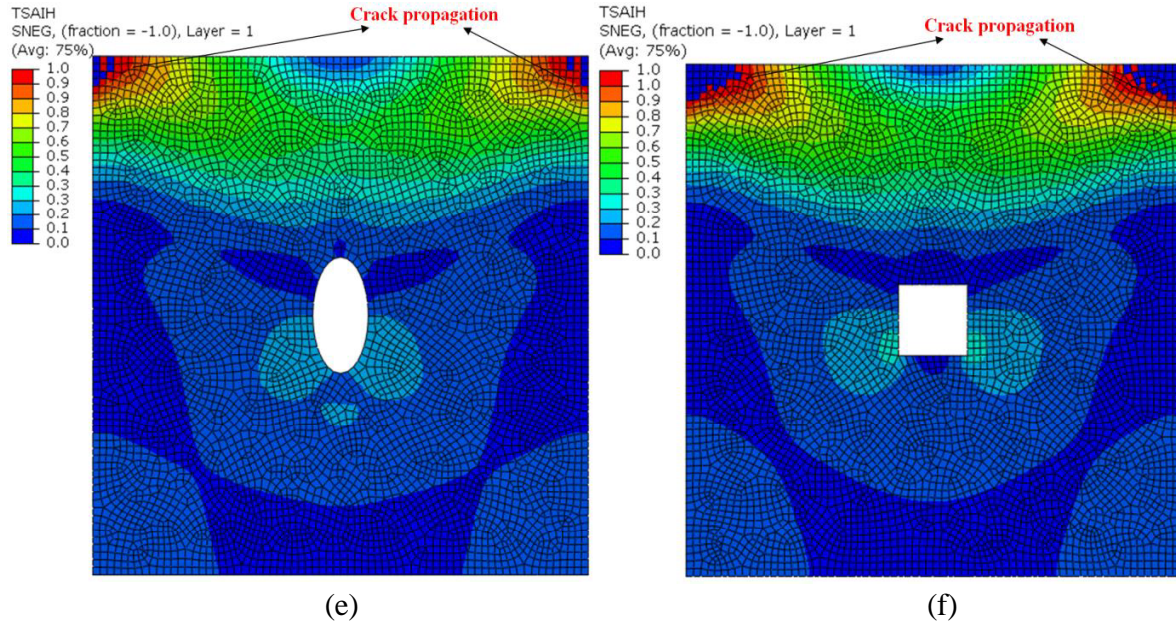 TSAIH
SNEG, (fraction = -1.0), Layer = 1
(Avg: 75%)
Crack propagation
1.0
0.9
0.9
0.8
0.7
0.6
0.5
0.4
0.3
0.3
0.2
0.1
0.0
(e)
TSAIH
SNEG, (fraction = -1.0), Layer = 1
(Avg: 75%)
Crack propagation
1.0
1.0
0.9
0.8
0.7
0.6
0.5
0.4
0.3
0.3
0.2
0.1
0.0
(f)